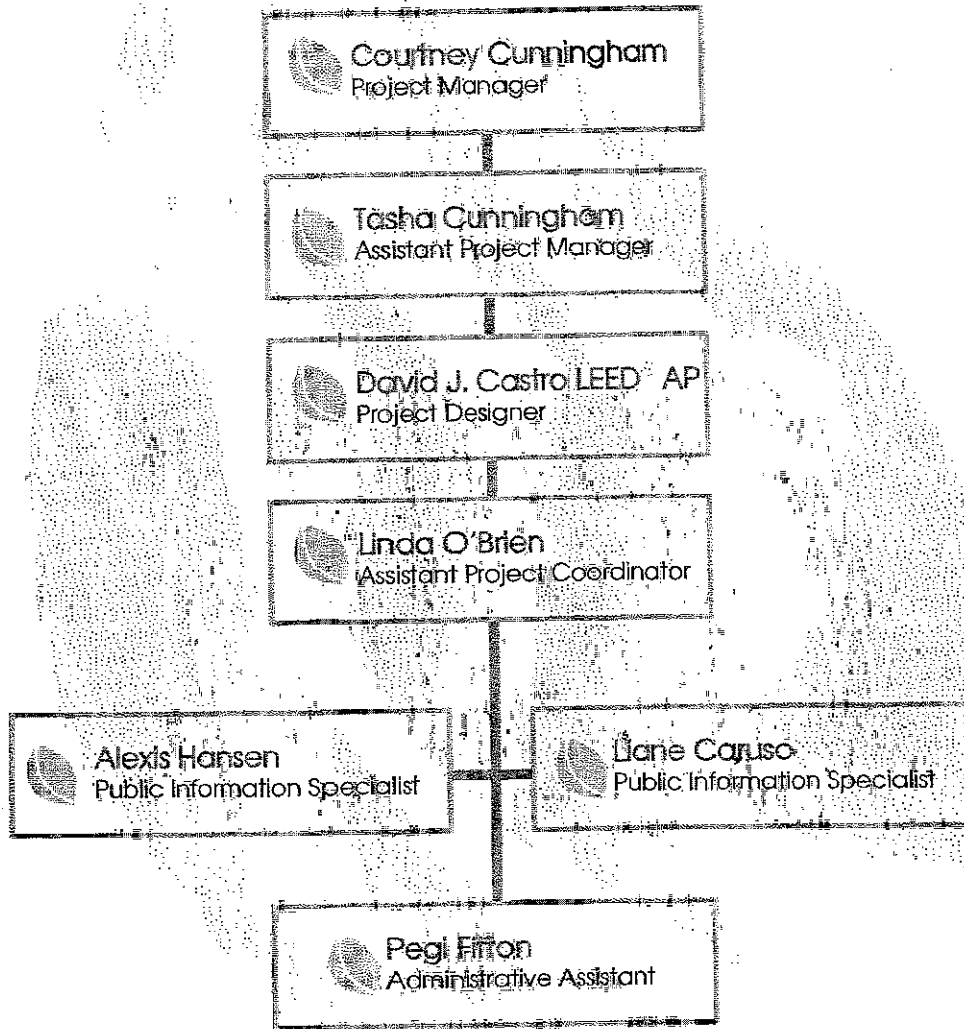 Courtney Cunningham
Project Manager
Tasha Cunningham
Assistant Project Manager
David J. Castro LEED AP
Project Designer
Linda O'Brien
Assistant Project Coordinator
Alexis Hansen
Public Information Specialist
Liane Caruso
Public Information Specialist
Pegi
Administrative Assistant